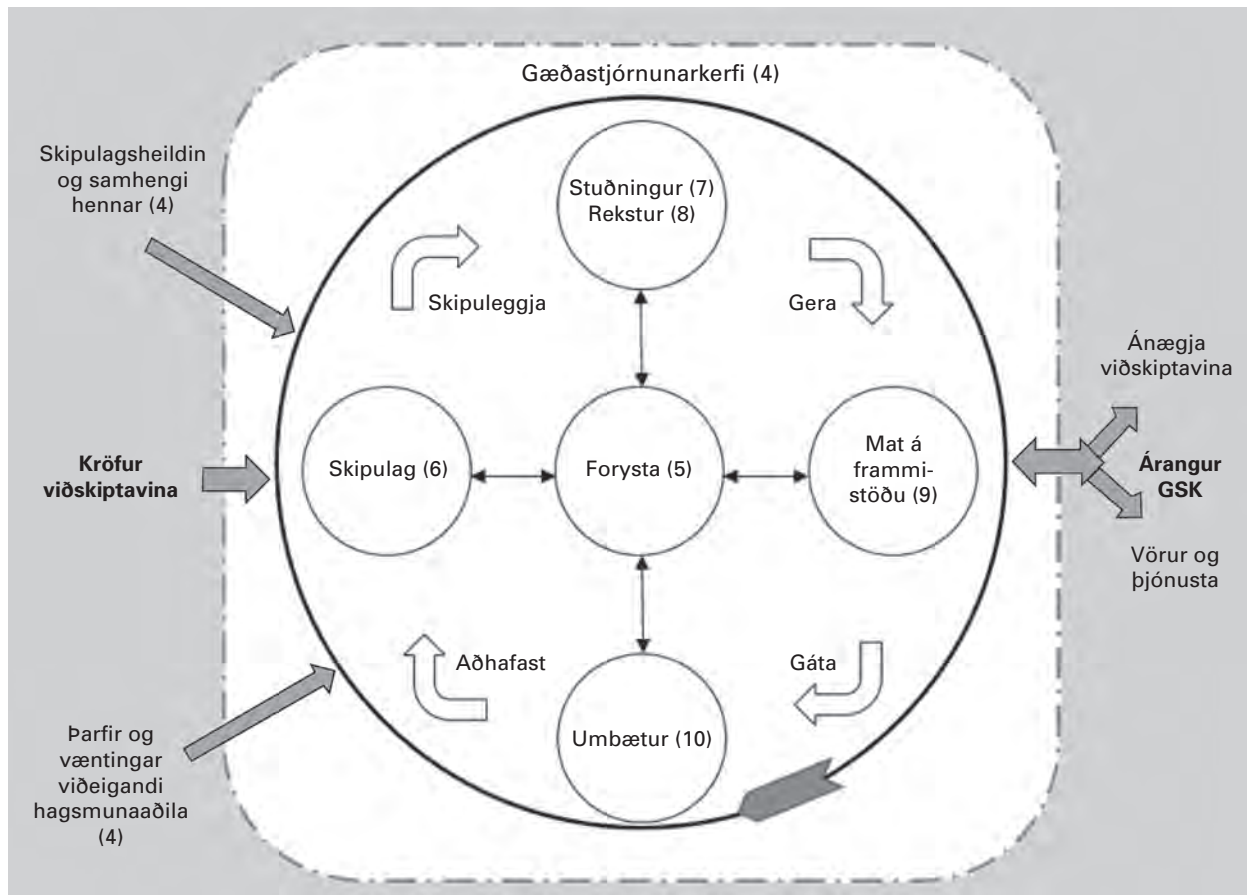 Gæðastjórnunarkerfi (4)
Skipulagsheildin
og samhengi
hennar (4)
Stuðningur (7)
Rekstur (8)
Skipuleggja
Gera
Kröfur
viðskiptavina
Skipulag (6)
Forysta (5)
Mat á
frammi-
stöðu (9)
Ánægja
viðskiptavina
Árangur
GSK
Vörur og
þjónusta
Aðhafast
Gáta
Umbætur (10)
Þarfir og
væntingar
viðeigandi
hagsmunaaðila
(4)